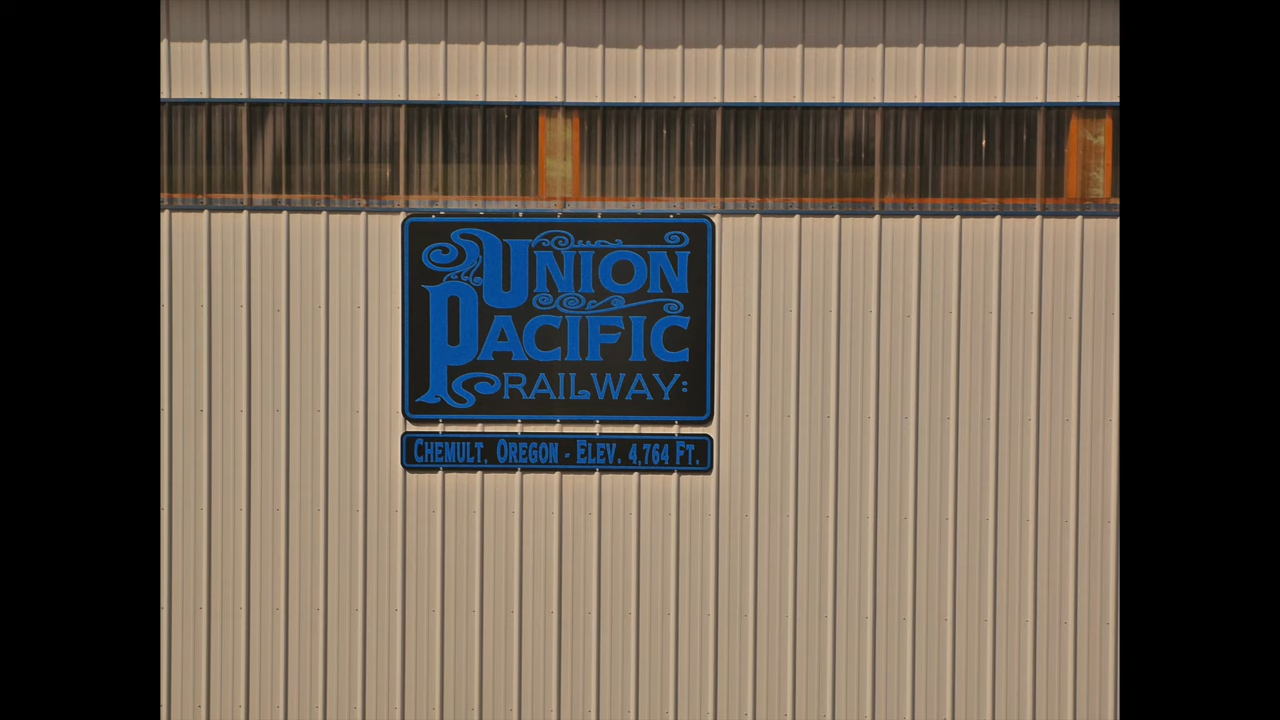 UNION
PACIFIC
RAILWAY:
CHEMULT, OREGON - ELEV. 4,764 FT.